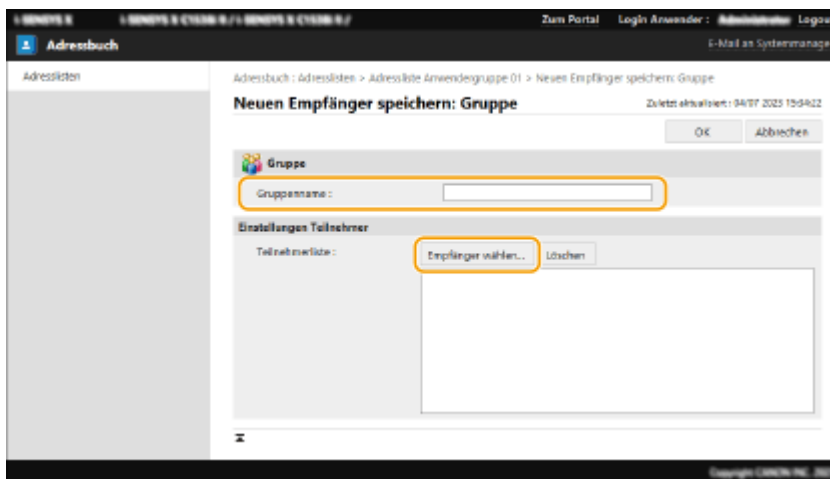 Zum Portal Login Anwender : Logou
Adressbuch
E-Mail an Systemmanage
Adresslisten
Adressbuch : Adresslisten > Adressliste Anwendergruppe 01 > Neuen Empfänger speichern: Gruppe
Neuen Empfänger speichern: Gruppe
Zuletzt aktualisiert : 04/07 2023 15:04:22
OK Abbrechen
Gruppe
Gruppenname :
Einstellungen Teilnehmer
Teilnehmerliste :
Empfänger wählen... Löschen
Copyright CANON INC.